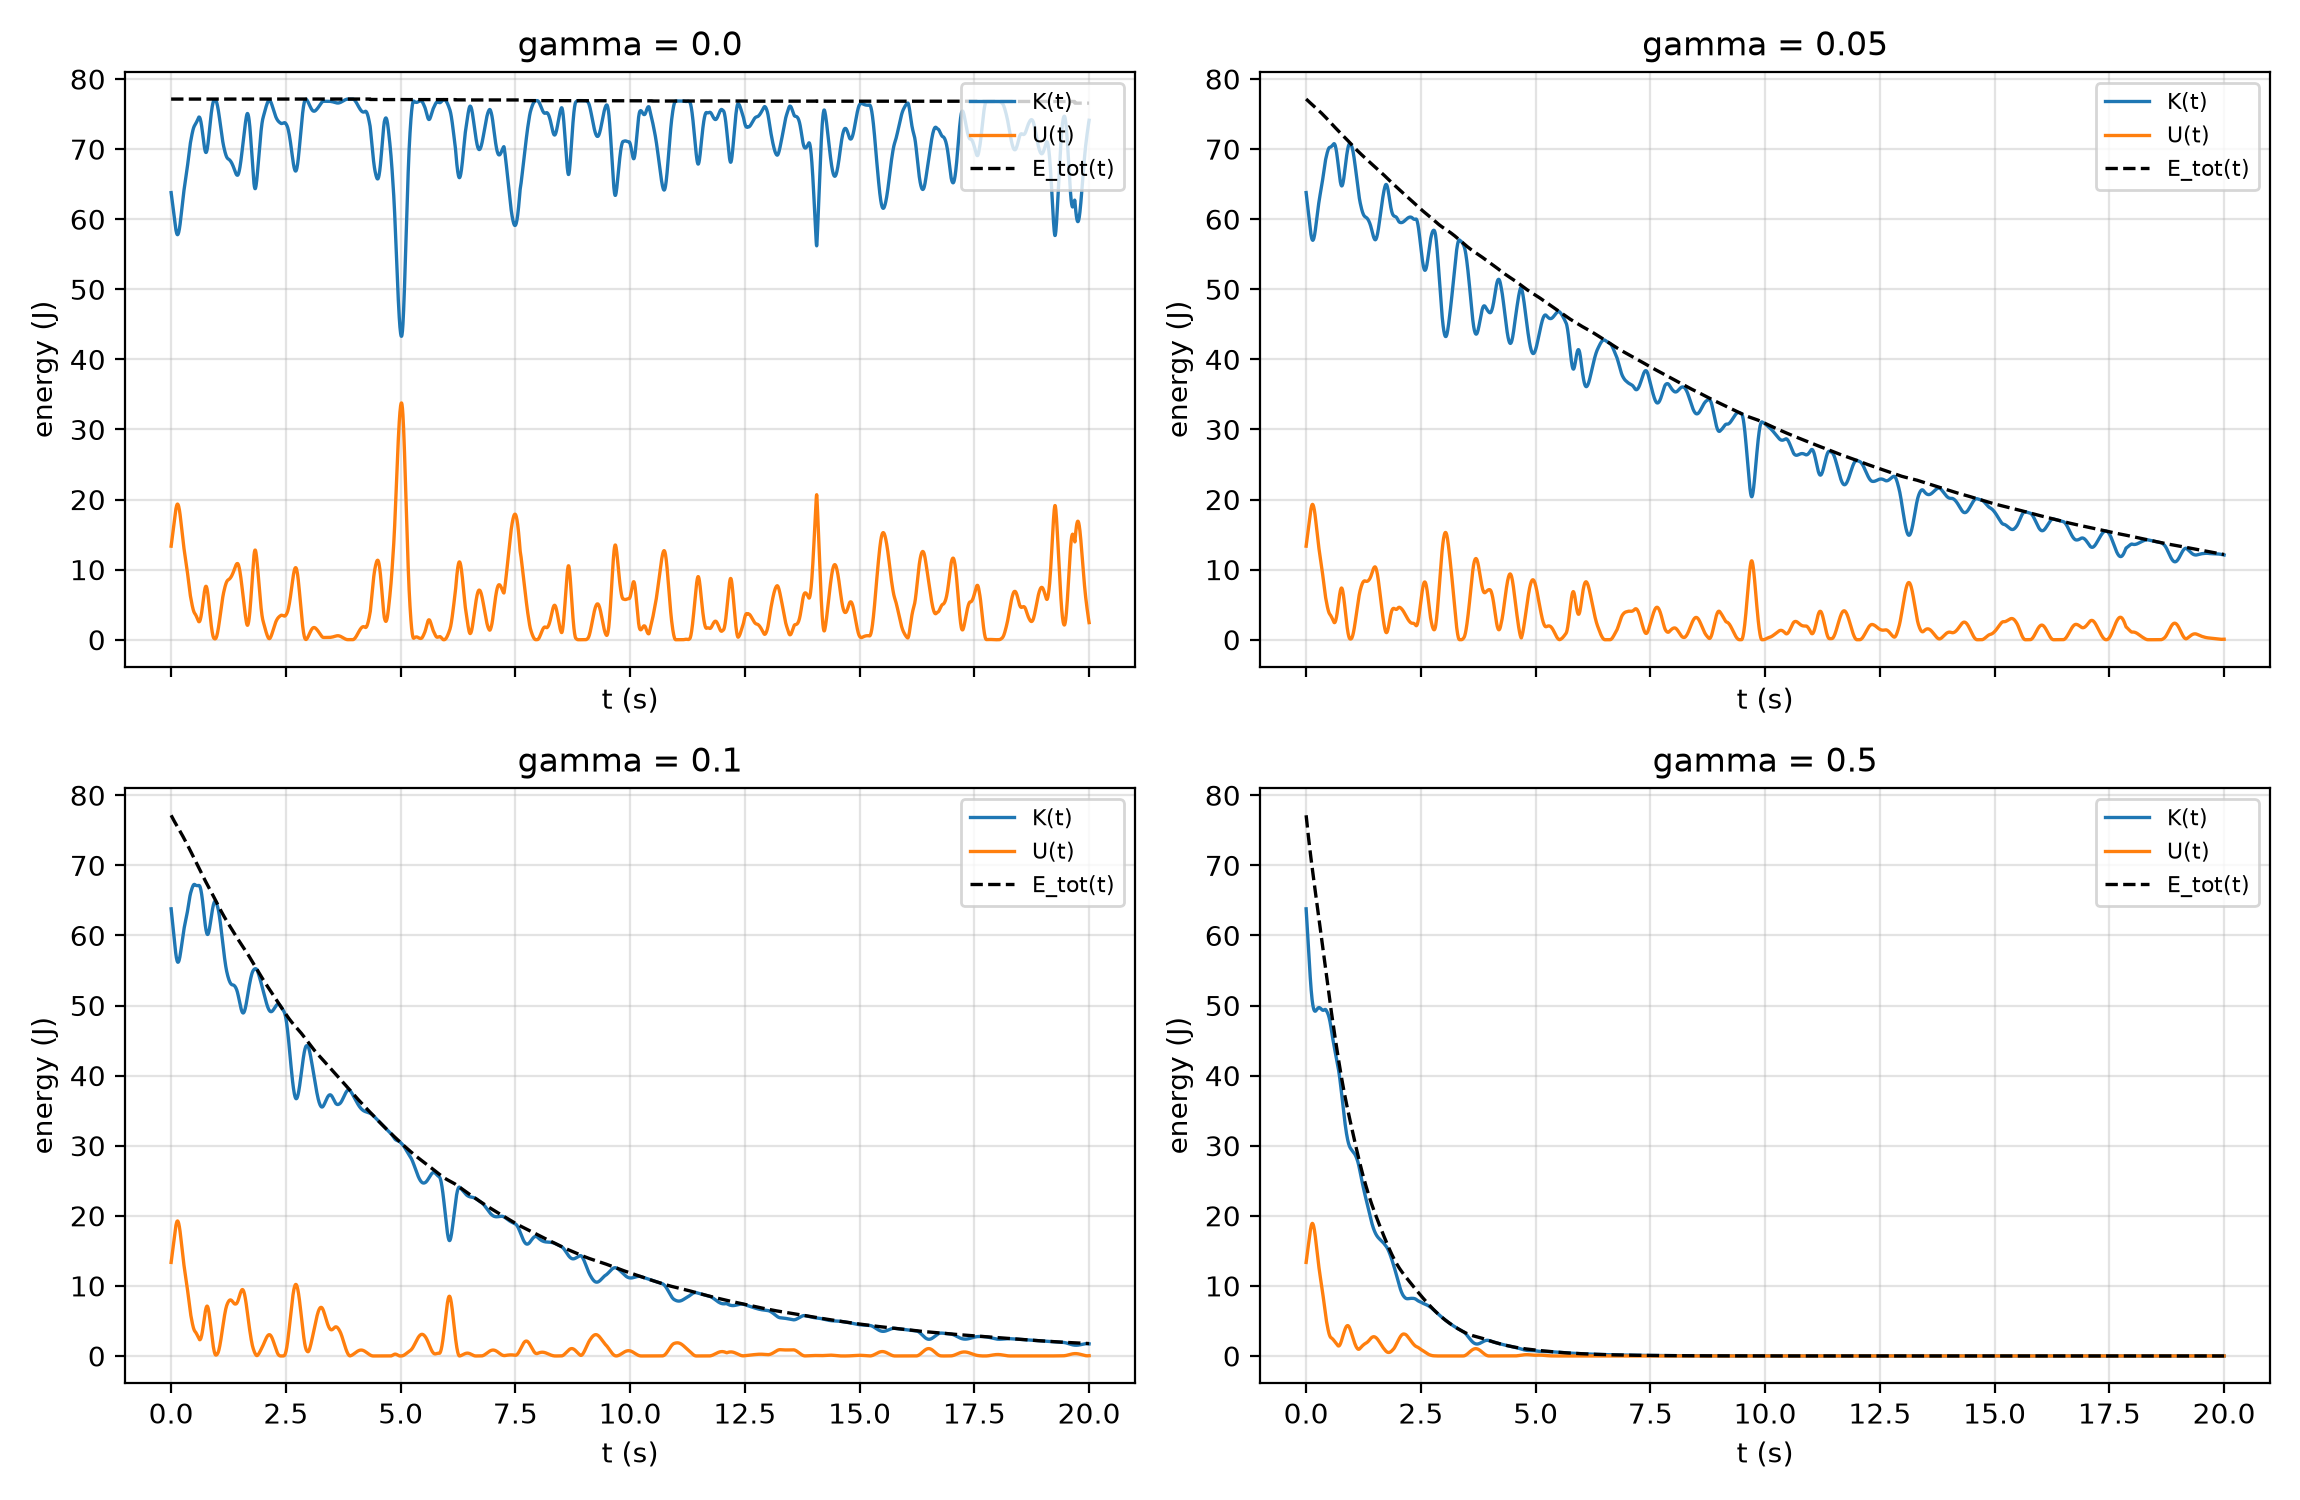 gamma = 0.0
80
70
60
50
40
30
20
10
0
energy (J)
K(t)
U(t)
E_tot(t)
t (s)
gamma = 0.05
80
70
60
50
40
30
20
10
0
energy (J)
K(t)
U(t)
E_tot(t)
t (s)
gamma = 0.1
80
70
60
50
40
30
20
10
0
energy (J)
K(t)
U(t)
E_tot(t)
0.0 2.5 5.0 7.5 10.0 12.5 15.0 17.5 20.0
t (s)
gamma = 0.5
80
70
60
50
40
30
20
10
0
energy (J)
K(t)
U(t)
E_tot(t)
0.0 2.5 5.0 7.5 10.0 12.5 15.0 17.5 20.0
t (s)